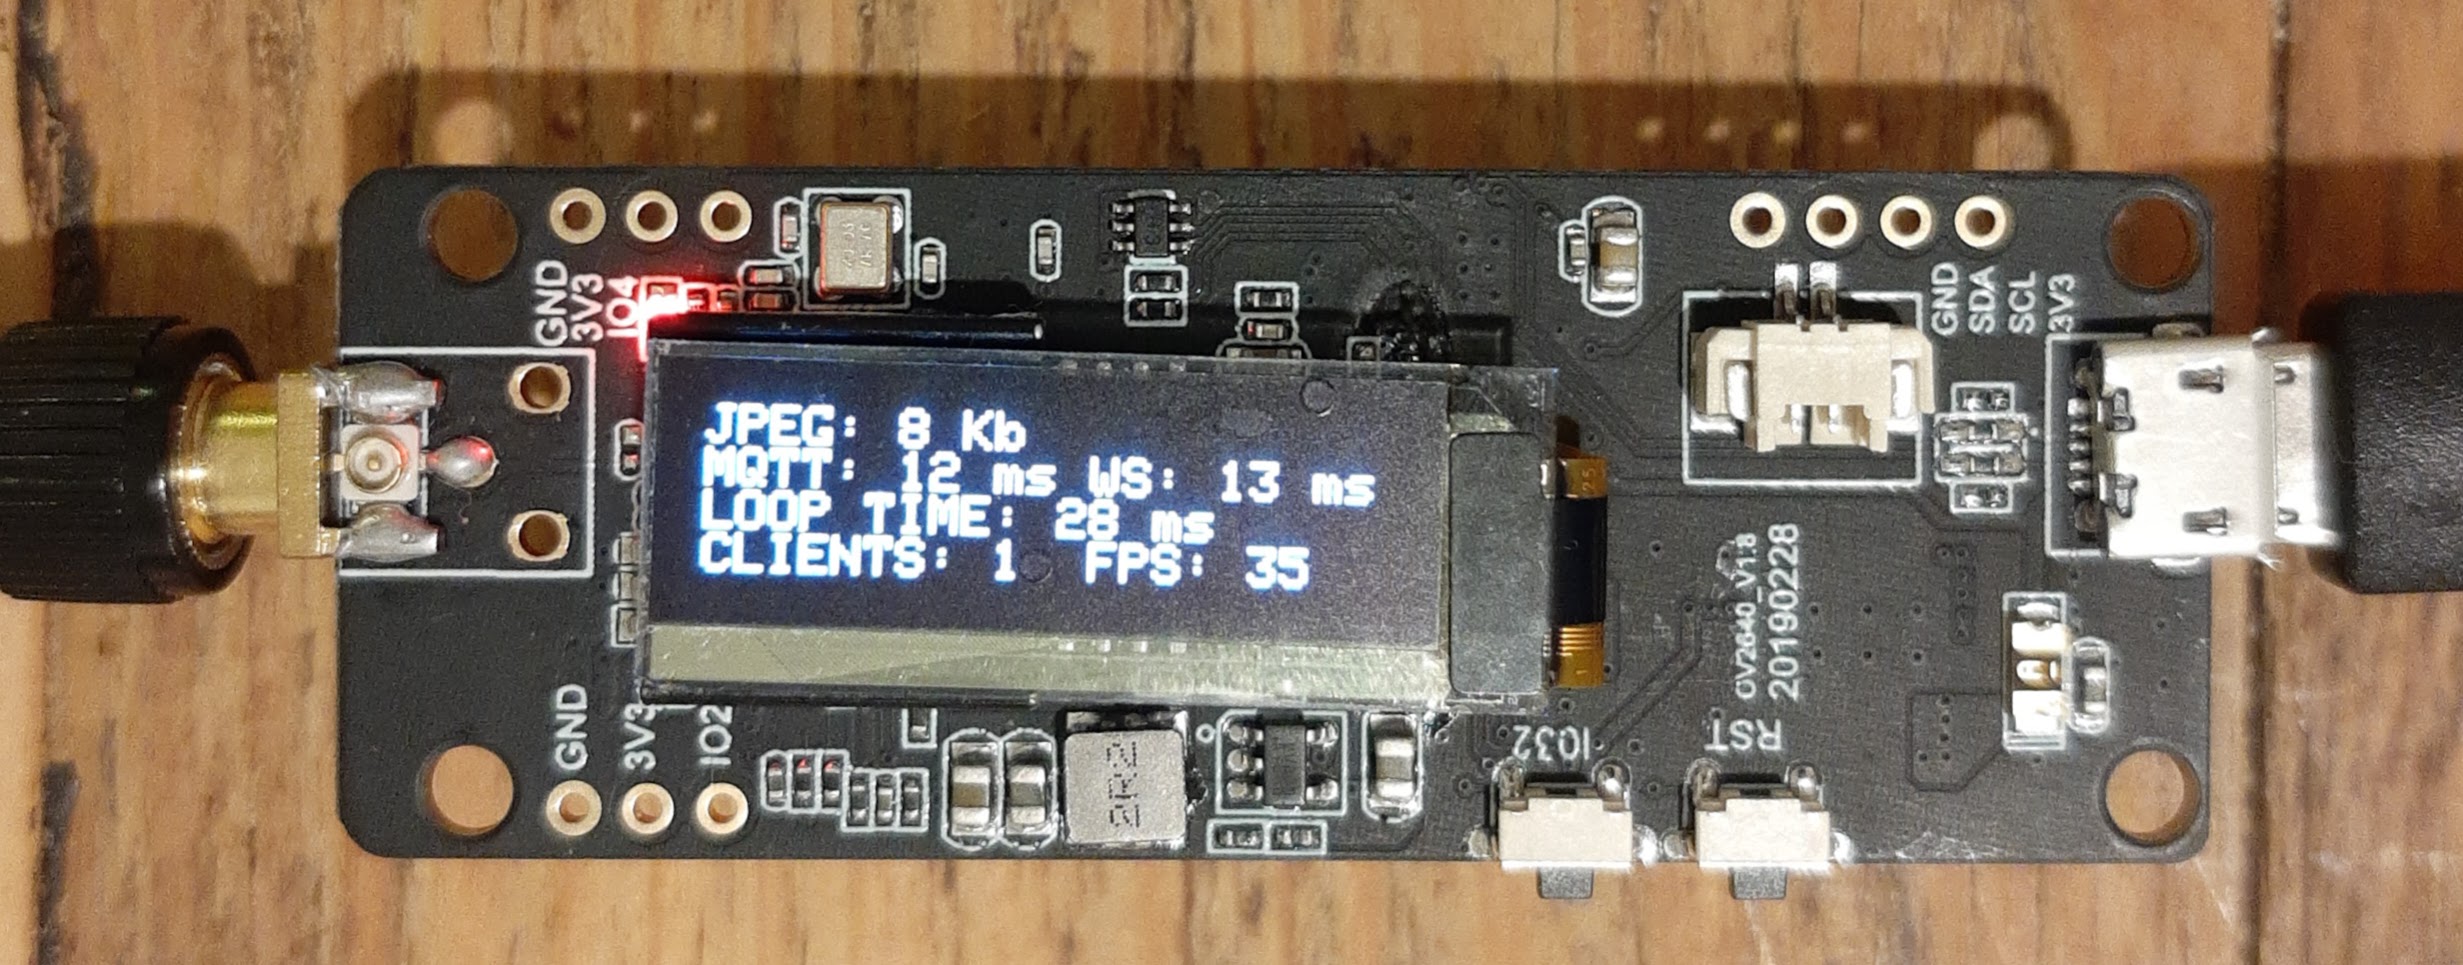 GND
3V3
IO4
JPEG: 8 Kb
MQTT: 12 ms WS: 13 ms
LOOP TIME: 28 ms
CLIENTS: 1 FPS: 35
GND
SDA
SCL
3V3
OV2640_V1.8
20190228
GND
3V3
IO2
2R2
IO32
RST